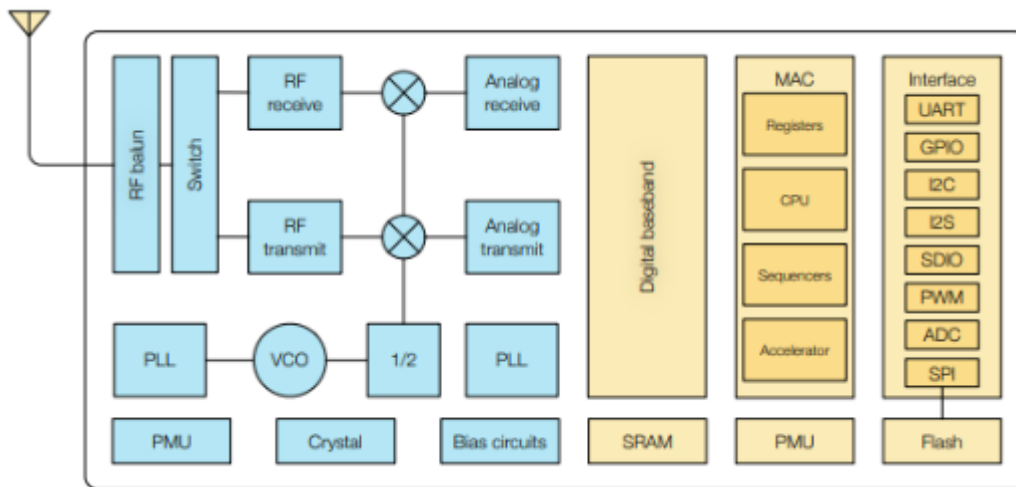 RF balun
Switch
RF
receive
Analog
receive
RF
transmit
Analog
transmit
PLL
VCO
1/2
PLL
PMU
Crystal
Bias circuits
Digital baseband
SRAM
MAC
Registers
CPU
Sequencers
Accelerator
PMU
Interface
UART
GPIO
I2C
I2S
SDIO
PWM
ADC
SPI
Flash